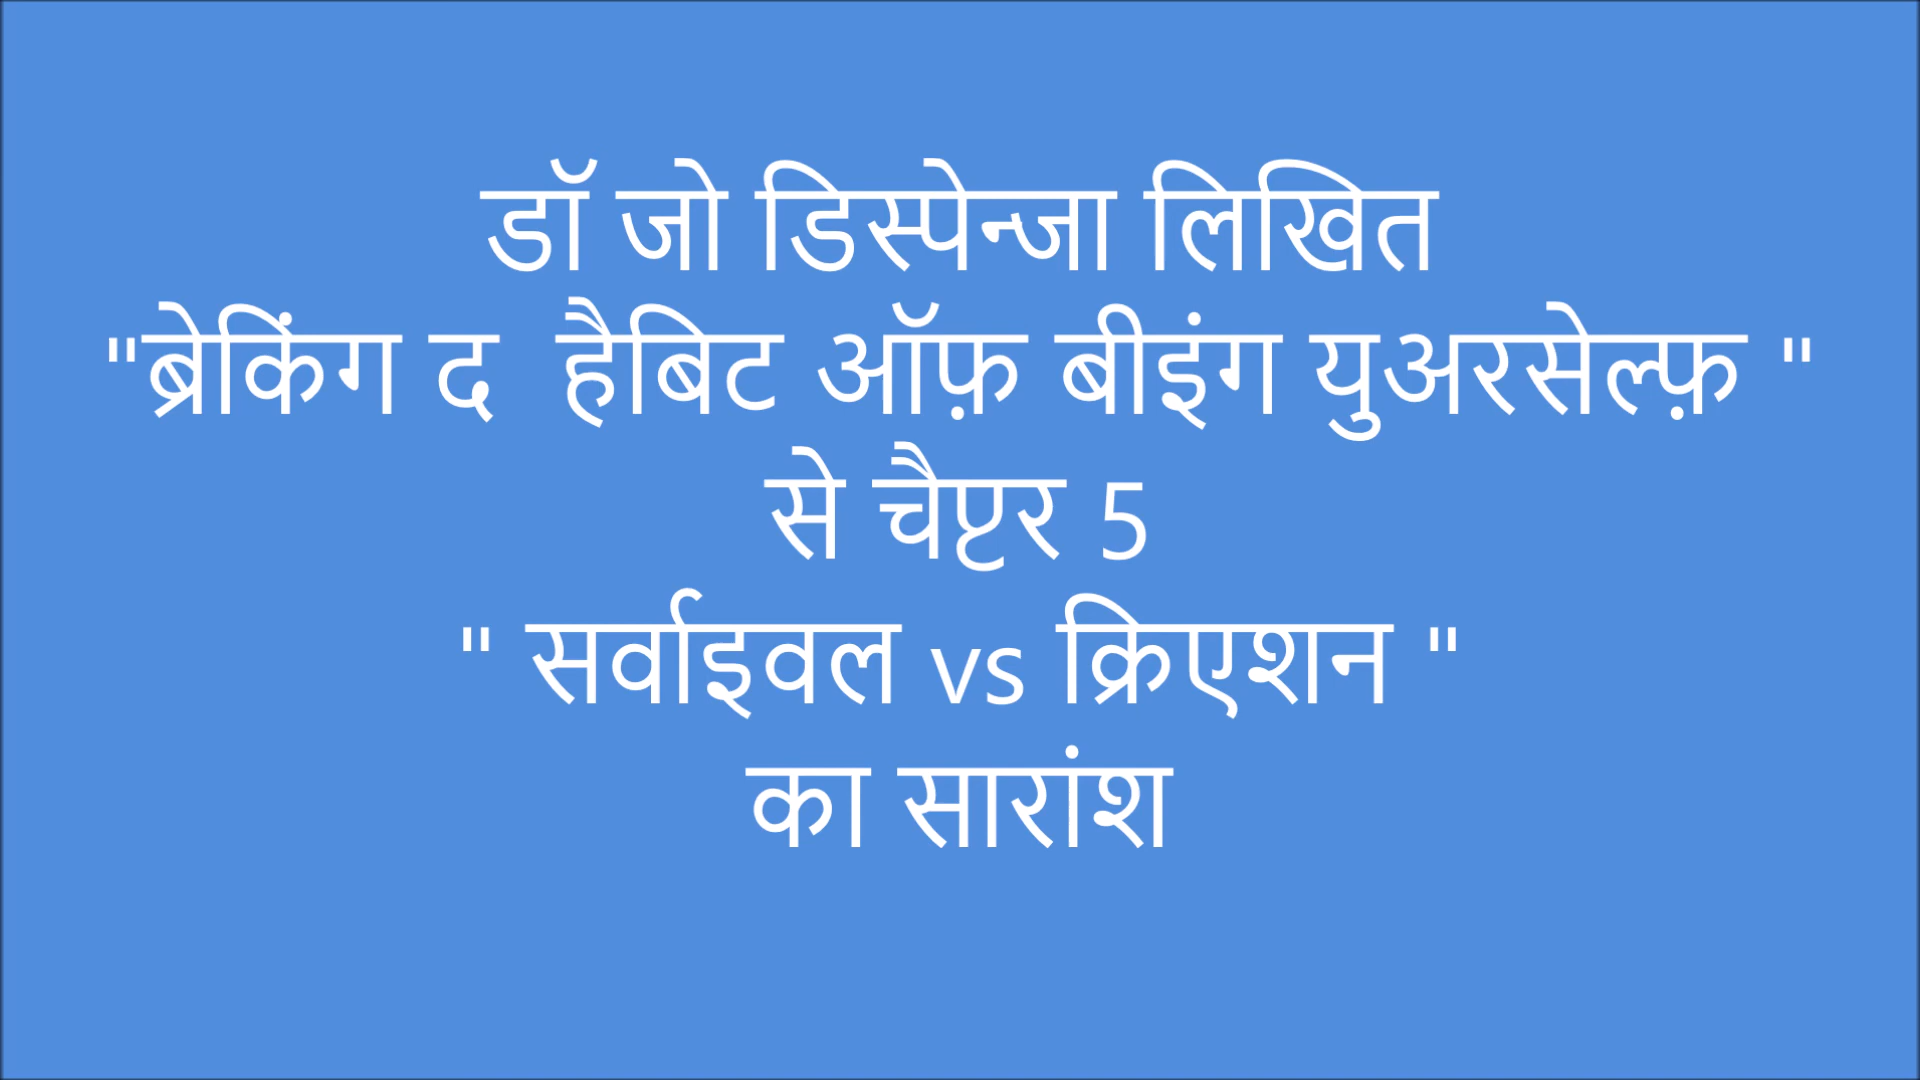 डॉ जो डिस्पेन्जा लिखित
"ब्रेकिंग द  हैबिट ऑफ़ बीइंग युअरसेल्फ़ "
से चैप्टर 5
" सर्वाइवल vs क्रिएशन "
का सारांश